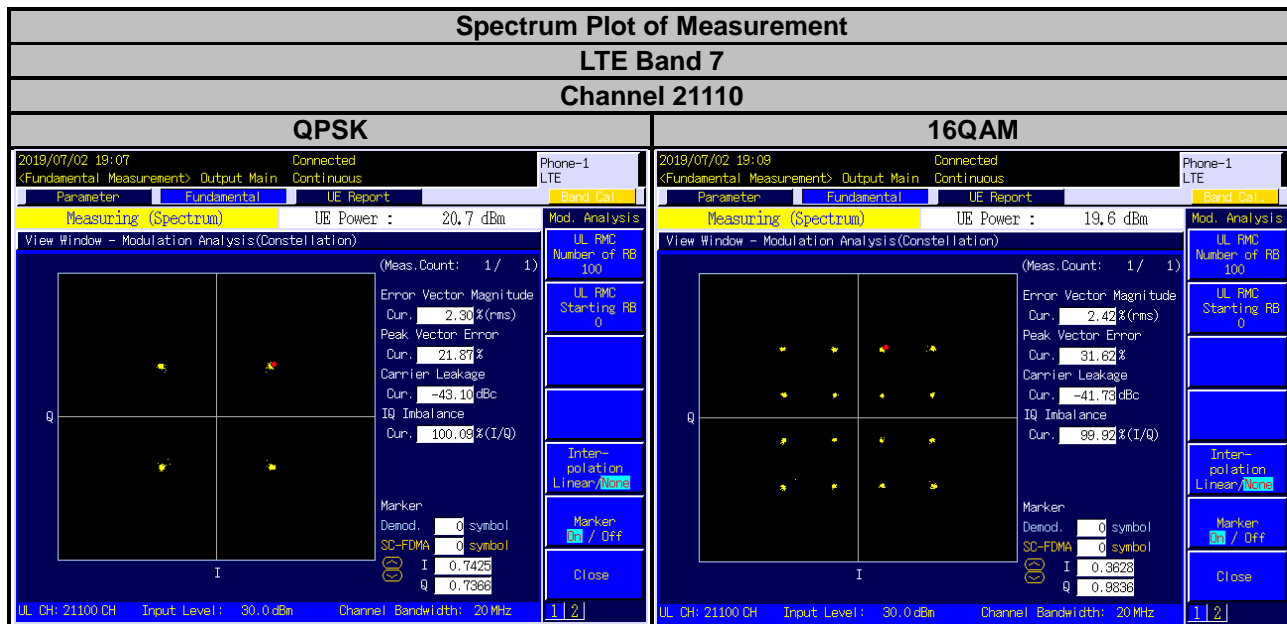 Spectrum Plot of Measurement
LTE Band 7
Channel 21110
QPSK
2019/07/02 19:07 Connected
<Fundamental Measurement> Output Main Continuous
Phone-1
LTE
Parameter Fundamental UE Report Band Cal.
Measuring (Spectrum) UE Power : 20.7 dBm Mod. Analysis
View Window - Modulation Analysis(Constellation)
(Meas.Count: 1/ 1)
Error Vector Magnitude
Cur. 2.30 %(rms)
Peak Vector Error
Cur. 21.87 %
Carrier Leakage
Cur. -43.10 dBc
IQ Imbalance
Cur. 100.09 %(I/Q)
Q
I
Marker
Demod. 0 symbol
SC-FDMA 0 symbol
I 0.7425
Q 0.7366
UL RMC
Number of RB
100
UL RMC
Starting RB
0
Inter-
polation
Linear/None
Marker
On / Off
Close
UL CH: 21100 CH Input Level: 30.0 dBm Channel Bandwidth: 20 MHz 1 2
16QAM
2019/07/02 19:09 Connected
<Fundamental Measurement> Output Main Continuous
Phone-1
LTE
Parameter Fundamental UE Report Band Cal.
Measuring (Spectrum) UE Power : 19.6 dBm Mod. Analysis
View Window - Modulation Analysis(Constellation)
(Meas.Count: 1/ 1)
Error Vector Magnitude
Cur. 2.42 %(rms)
Peak Vector Error
Cur. 31.62 %
Carrier Leakage
Cur. -41.73 dBc
IQ Imbalance
Cur. 99.92 %(I/Q)
Q
I
Marker
Demod. 0 symbol
SC-FDMA 0 symbol
I 0.3628
Q 0.9836
UL RMC
Number of RB
100
UL RMC
Starting RB
0
Inter-
polation
Linear/None
Marker
On / Off
Close
UL CH: 21100 CH Input Level: 30.0 dBm Channel Bandwidth: 20 MHz 1 2